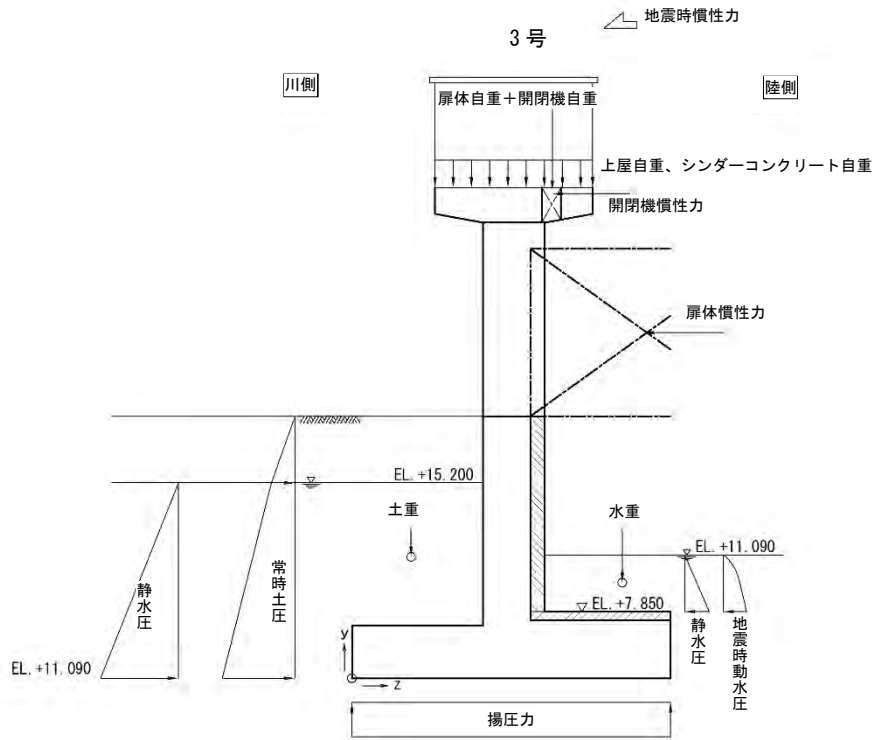 地震時慣性力
3号
川側
陸側
扉体自重＋開閉機自重
上屋自重、シンダーコンクリート自重
開閉機慣性力
扉体慣性力
EL. +15.200
土重
水重
EL. +11.090
静水圧
常時土圧
EL. +7.850
静水圧
地震時動水圧
EL. +11.090
y
z
揚圧力